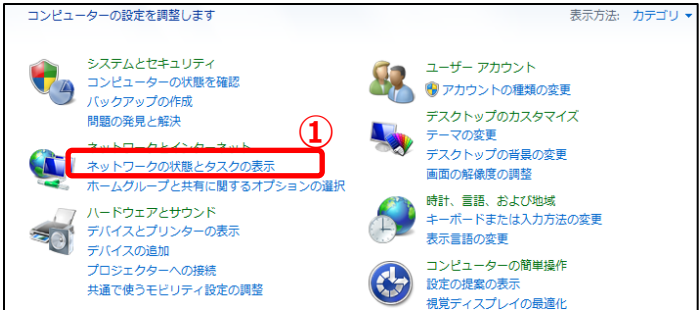 コンピューターの設定を調整します
表示方法: カテゴリ ▼
システムとセキュリティ
コンピューターの状態を確認
バックアップの作成
問題の発見と解決
①
ネットワークとインターネット
ネットワークの状態とタスクの表示
ホームグループと共有に関するオプションの選択
ハードウェアとサウンド
デバイスとプリンターの表示
デバイスの追加
プロジェクターへの接続
共通で使うモビリティ設定の調整
ユーザー アカウント
アカウントの種類の変更
デスクトップのカスタマイズ
テーマの変更
デスクトップの背景の変更
画面の解像度の調整
時計、言語、および地域
キーボードまたは入力方法の変更
表示言語の変更
コンピューターの簡単操作
設定の提案の表示
視覚ディスプレイの最適化